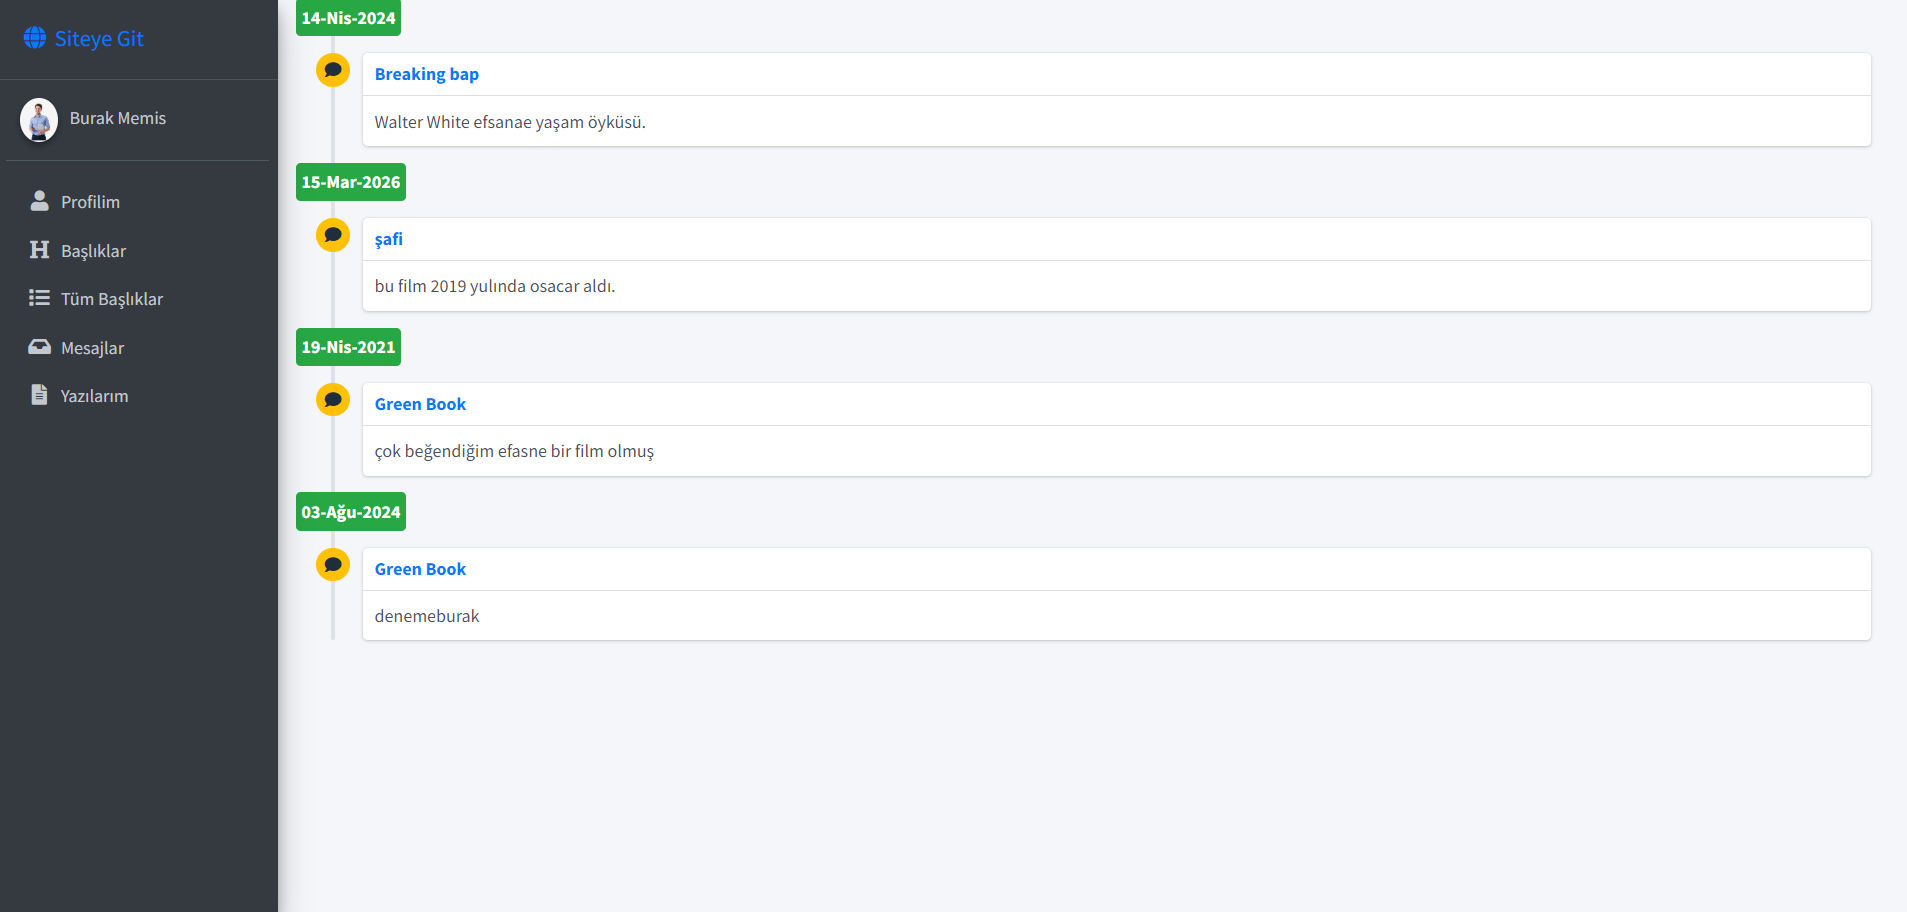 Siteye Git
Burak Memis
Profilim
Başlıklar
Tüm Başlıklar
Mesajlar
Yazılarım
14-Nis-2024
Breaking bap
Walter White efsanae yaşam öyküsü.
15-Mar-2026
şafi
bu film 2019 yulında osacar aldı.
19-Nis-2021
Green Book
çok beğendiğim efasne bir film olmuş
03-Ağu-2024
Green Book
denemeburak